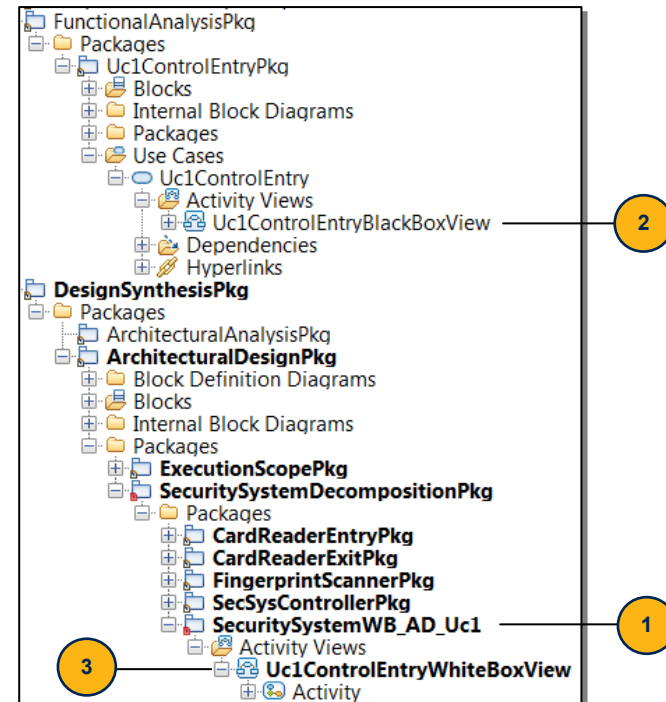 FunctionalAnalysisPkg
Packages
Uc1ControlEntryPkg
Blocks
Internal Block Diagrams
Packages
Use Cases
Uc1ControlEntry
Activity Views
Uc1ControlEntryBlackBoxView 2
Dependencies
Hyperlinks
DesignSynthesisPkg
Packages
ArchitecturalAnalysisPkg
ArchitecturalDesignPkg
Block Definition Diagrams
Blocks
Internal Block Diagrams
Packages
ExecutionScopePkg
SecuritySystemDecompositionPkg
Packages
CardReaderEntryPkg
CardReaderExitPkg
FingerprintScannerPkg
SecSysControllerPkg
SecuritySystemWB_AD_Uc1 1
Activity Views
3 Uc1ControlEntryWhiteBoxView
Activity